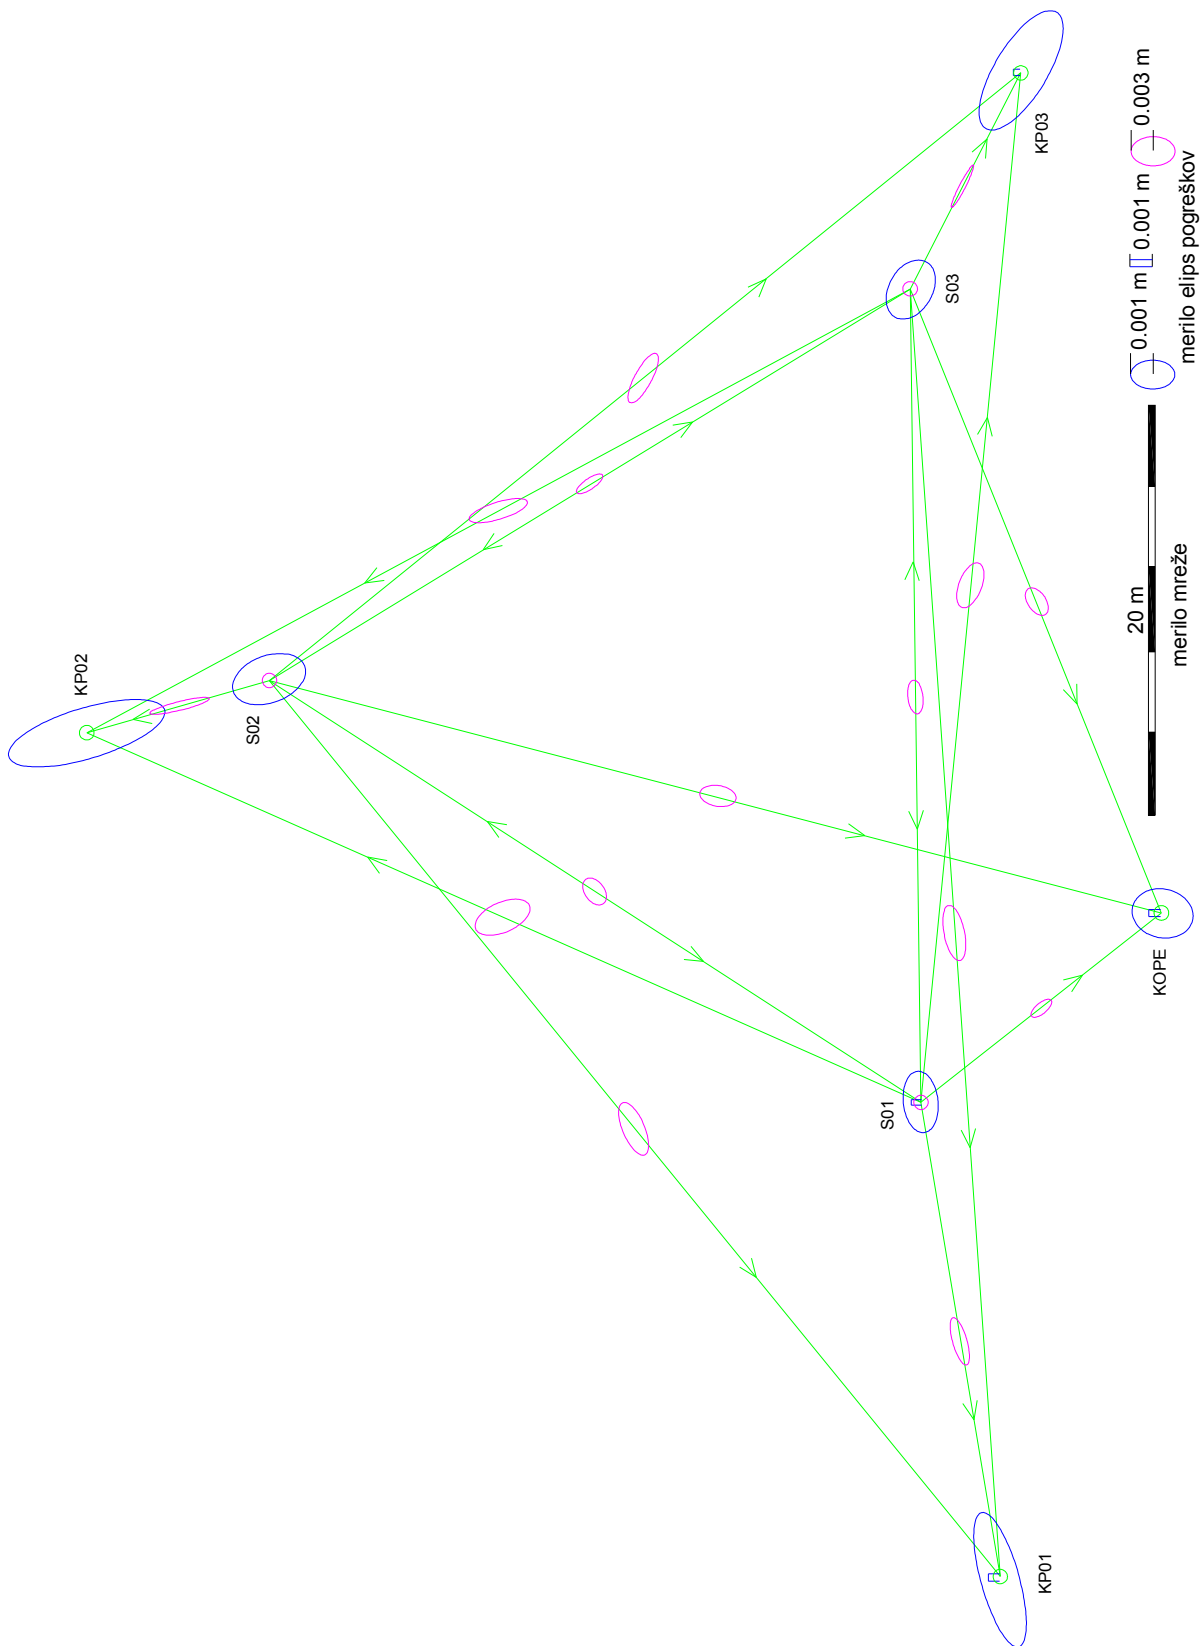 KP02
S02
KP03
S03
S01
KOPE
KP01
20 m
merilo mreže
0.001 m
0.001 m
0.003 m
merilo elips pogreškov